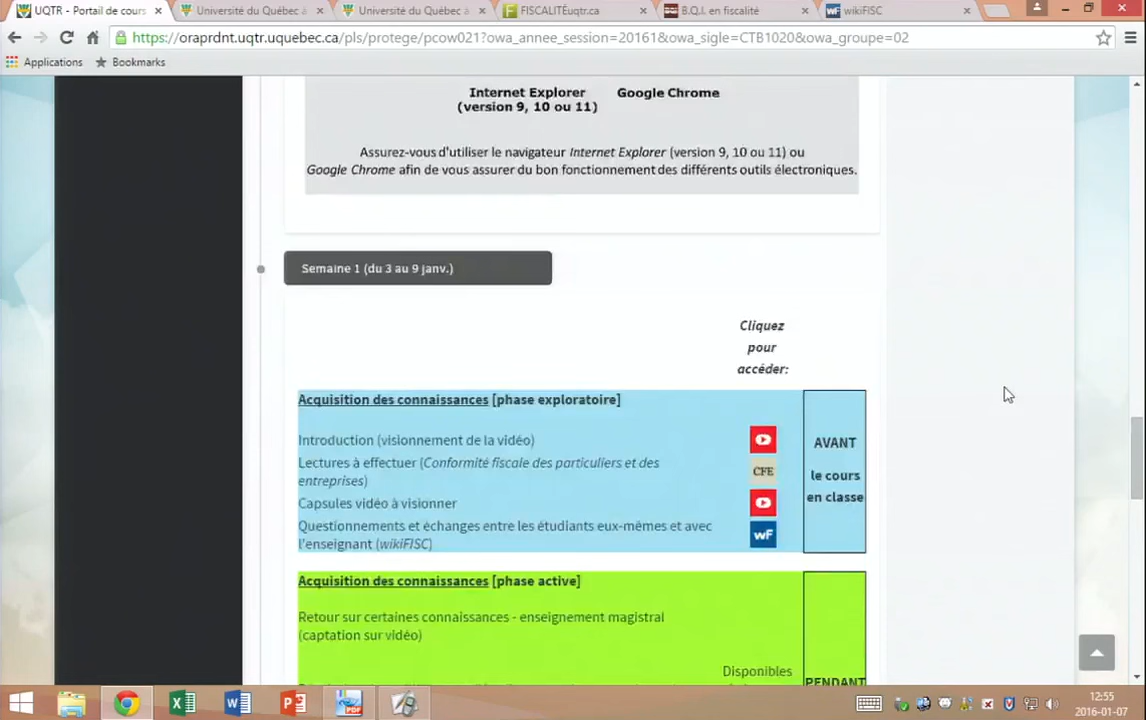 UQTR - Portail de cours
Université du Québec à
Université du Québec à
FISCALITÉuqtr.ca
B.Q.I. en fiscalité
wikiFISC
https://oraprdnt.uqtr.uquebec.ca/pls/protege/pcow021?owa_annee_session=20161&owa_sigle=CTB1020&owa_groupe=02
Applications
Bookmarks
Internet Explorer
(version 9, 10 ou 11)
Google Chrome
Assurez-vous d'utiliser le navigateur Internet Explorer (version 9, 10 ou 11) ou
Google Chrome afin de vous assurer du bon fonctionnement des différents outils électroniques.
Semaine 1 (du 3 au 9 janv.)
Cliquez
pour
accéder:
Acquisition des connaissances [phase exploratoire]
Introduction (visionnement de la vidéo)
Lectures à effectuer (Conformité fiscale des particuliers et des
entreprises)
CFE
Capsules vidéo à visionner
Questionnements et échanges entre les étudiants eux-mêmes et avec
l'enseignant (wikiFISC)
wF
AVANT
le cours
en classe
Acquisition des connaissances [phase active]
Retour sur certaines connaissances - enseignement magistral
(captation sur vidéo)
Disponibles
PENDANT
12:55
2016-01-07